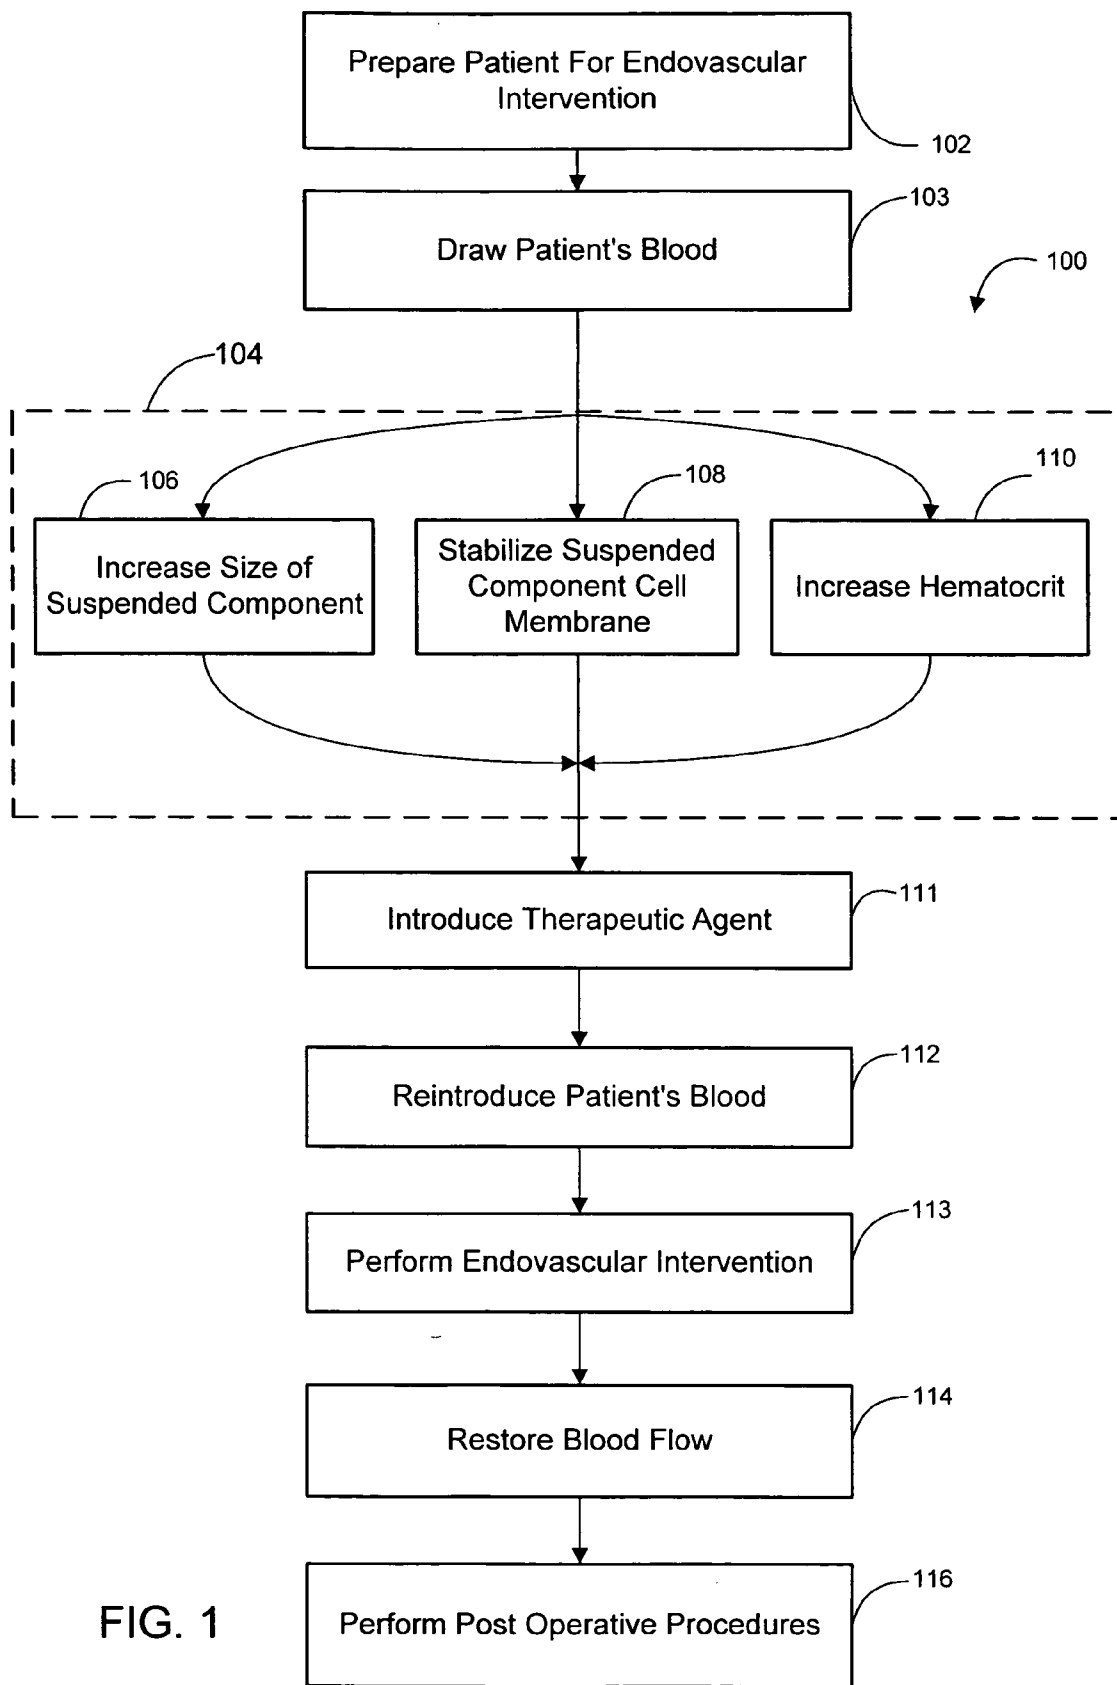 Prepare Patient For Endovascular
Intervention
102
103
Draw Patient's Blood
100
104
106
108
110
Increase Size of
Suspended Component
Stabilize Suspended
Component Cell
Membrane
Increase Hematocrit
111
Introduce Therapeutic Agent
112
Reintroduce Patient's Blood
113
Perform Endovascular Intervention
114
Restore Blood Flow
116
Perform Post Operative Procedures
FIG. 1